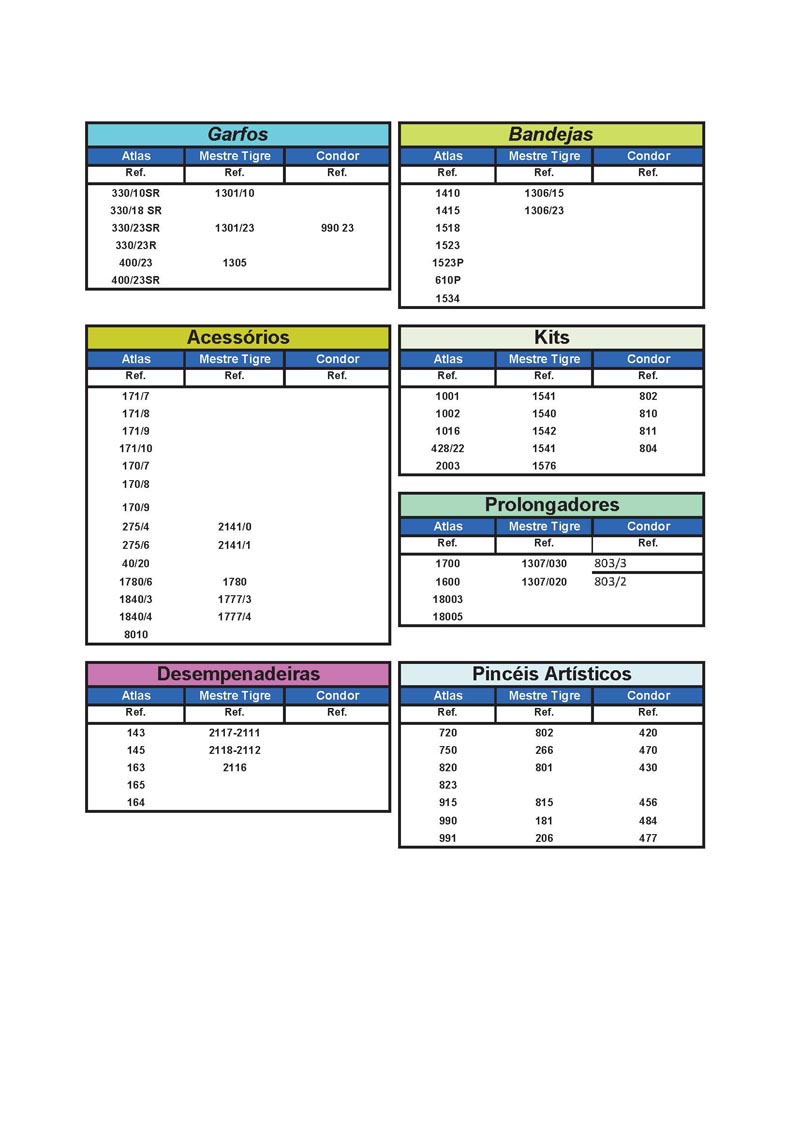 Garfos
Atlas Mestre Tigre Condor
Ref. Ref. Ref.
330/10SR 1301/10
330/18 SR
330/23SR 1301/23 990 23
330/23R
400/23 1305
400/23SR
Bandejas
Atlas Mestre Tigre Condor
Ref. Ref. Ref.
1410 1306/15
1415 1306/23
1518
1523
1523P
610P
1534
Acessórios
Atlas Mestre Tigre Condor
Ref. Ref. Ref.
171/7
171/8
171/9
171/10
170/7
170/8
170/9
275/4 2141/0
275/6 2141/1
40/20
1780/6 1780
1840/3 1777/3
1840/4 1777/4
8010
Kits
Atlas Mestre Tigre Condor
Ref. Ref. Ref.
1001 1541 802
1002 1540 810
1016 1542 811
428/22 1541 804
2003 1576
Prolongadores
Atlas Mestre Tigre Condor
Ref. Ref. Ref.
1700 1307/030 803/3
1600 1307/020 803/2
18003
18005
Desempenadeiras
Atlas Mestre Tigre Condor
Ref. Ref. Ref.
143 2117-2111
145 2118-2112
163 2116
165
164
Pincéis Artísticos
Atlas Mestre Tigre Condor
Ref. Ref. Ref.
720 802 420
750 266 470
820 801 430
823
915 815 456
990 181 484
991 206 477